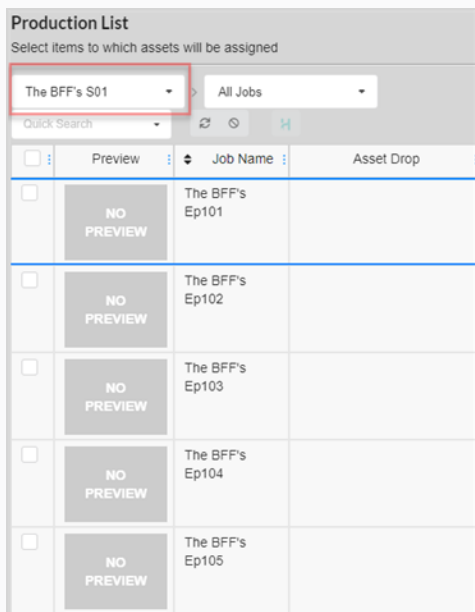 Production List
Select items to which assets will be assigned
The BFF's S01 > All Jobs
Quick Search
Preview Job Name Asset Drop
NO PREVIEW
The BFF's
Ep101
NO PREVIEW
The BFF's
Ep102
NO PREVIEW
The BFF's
Ep103
NO PREVIEW
The BFF's
Ep104
NO PREVIEW
The BFF's
Ep105